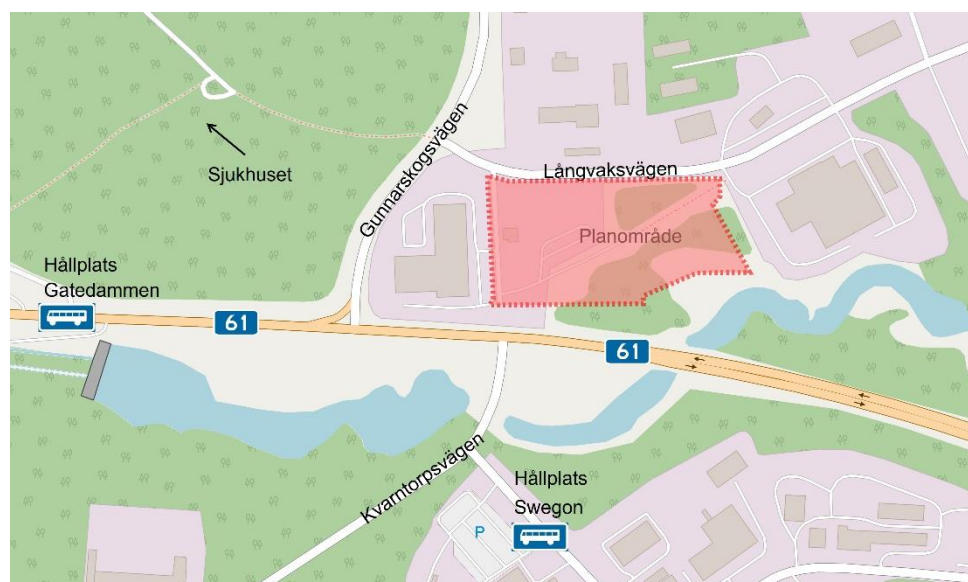 Sjukhuset
Gunnarskogsvägen
Långvaksvägen
Planområde
Hållplats
Gatedammen
61
61
Kvarntorpsvägen
Hållplats
Swegon
P